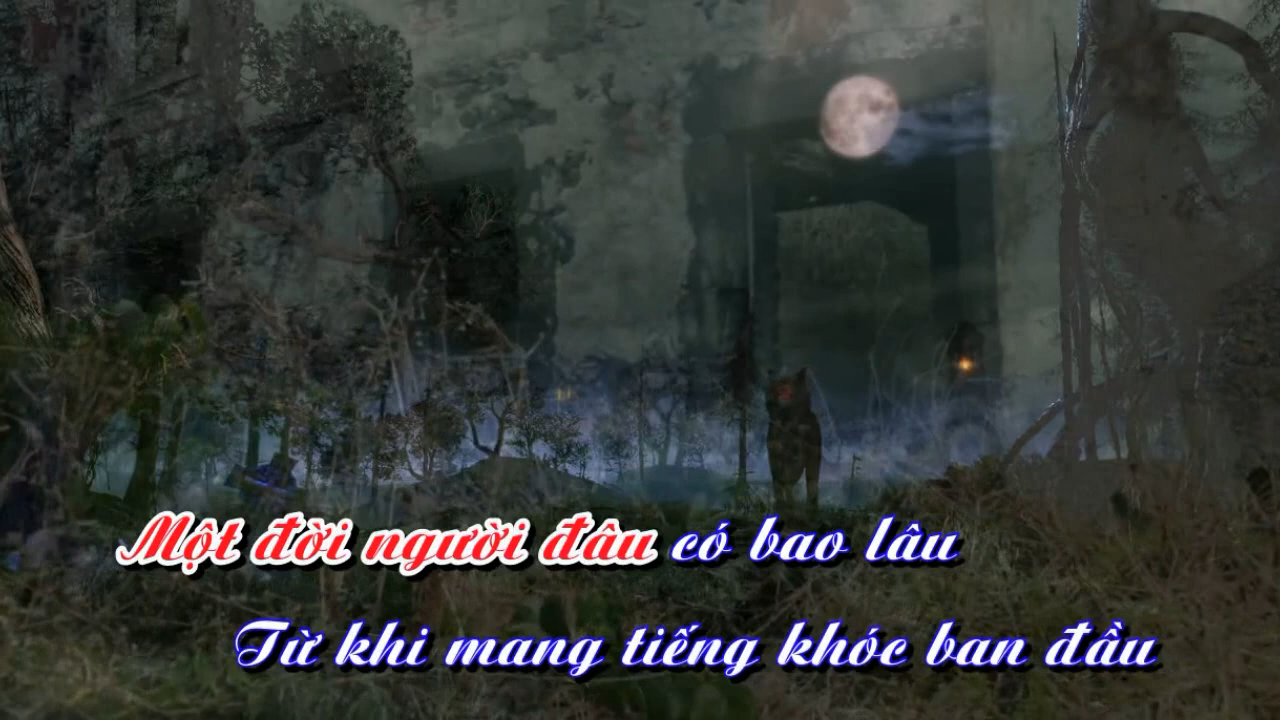 Một đời người đâu có bao lâu
Từ khi mang tiếng khóc ban đầu